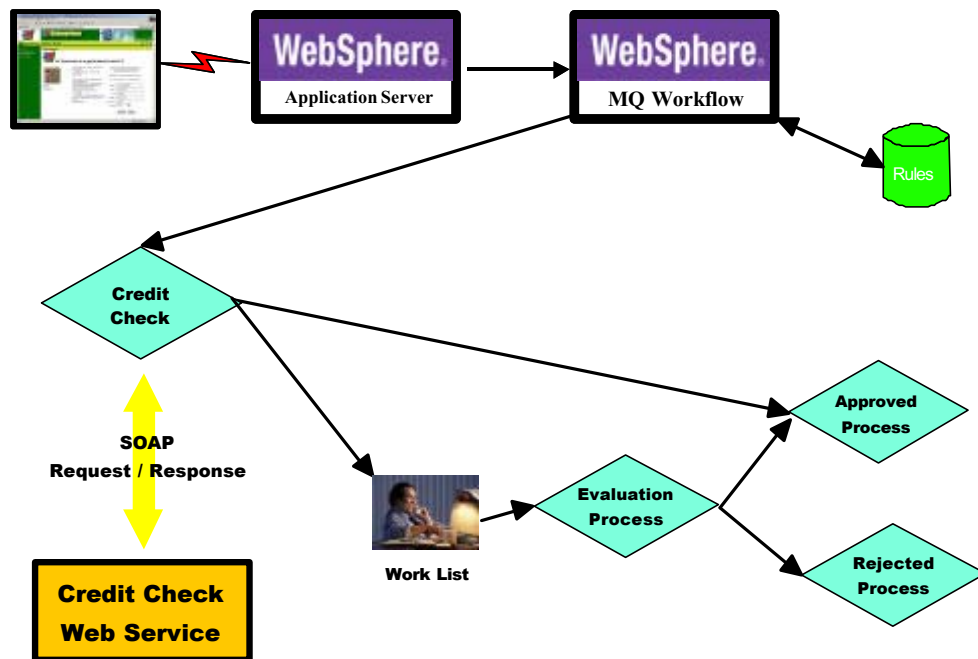 WebSphere.
Application Server
WebSphere.
MQ Workflow
Rules
Credit
Check
SOAP
Request / Response
Credit Check
Web Service
Work List
Evaluation
Process
Approved
Process
Rejected
Process